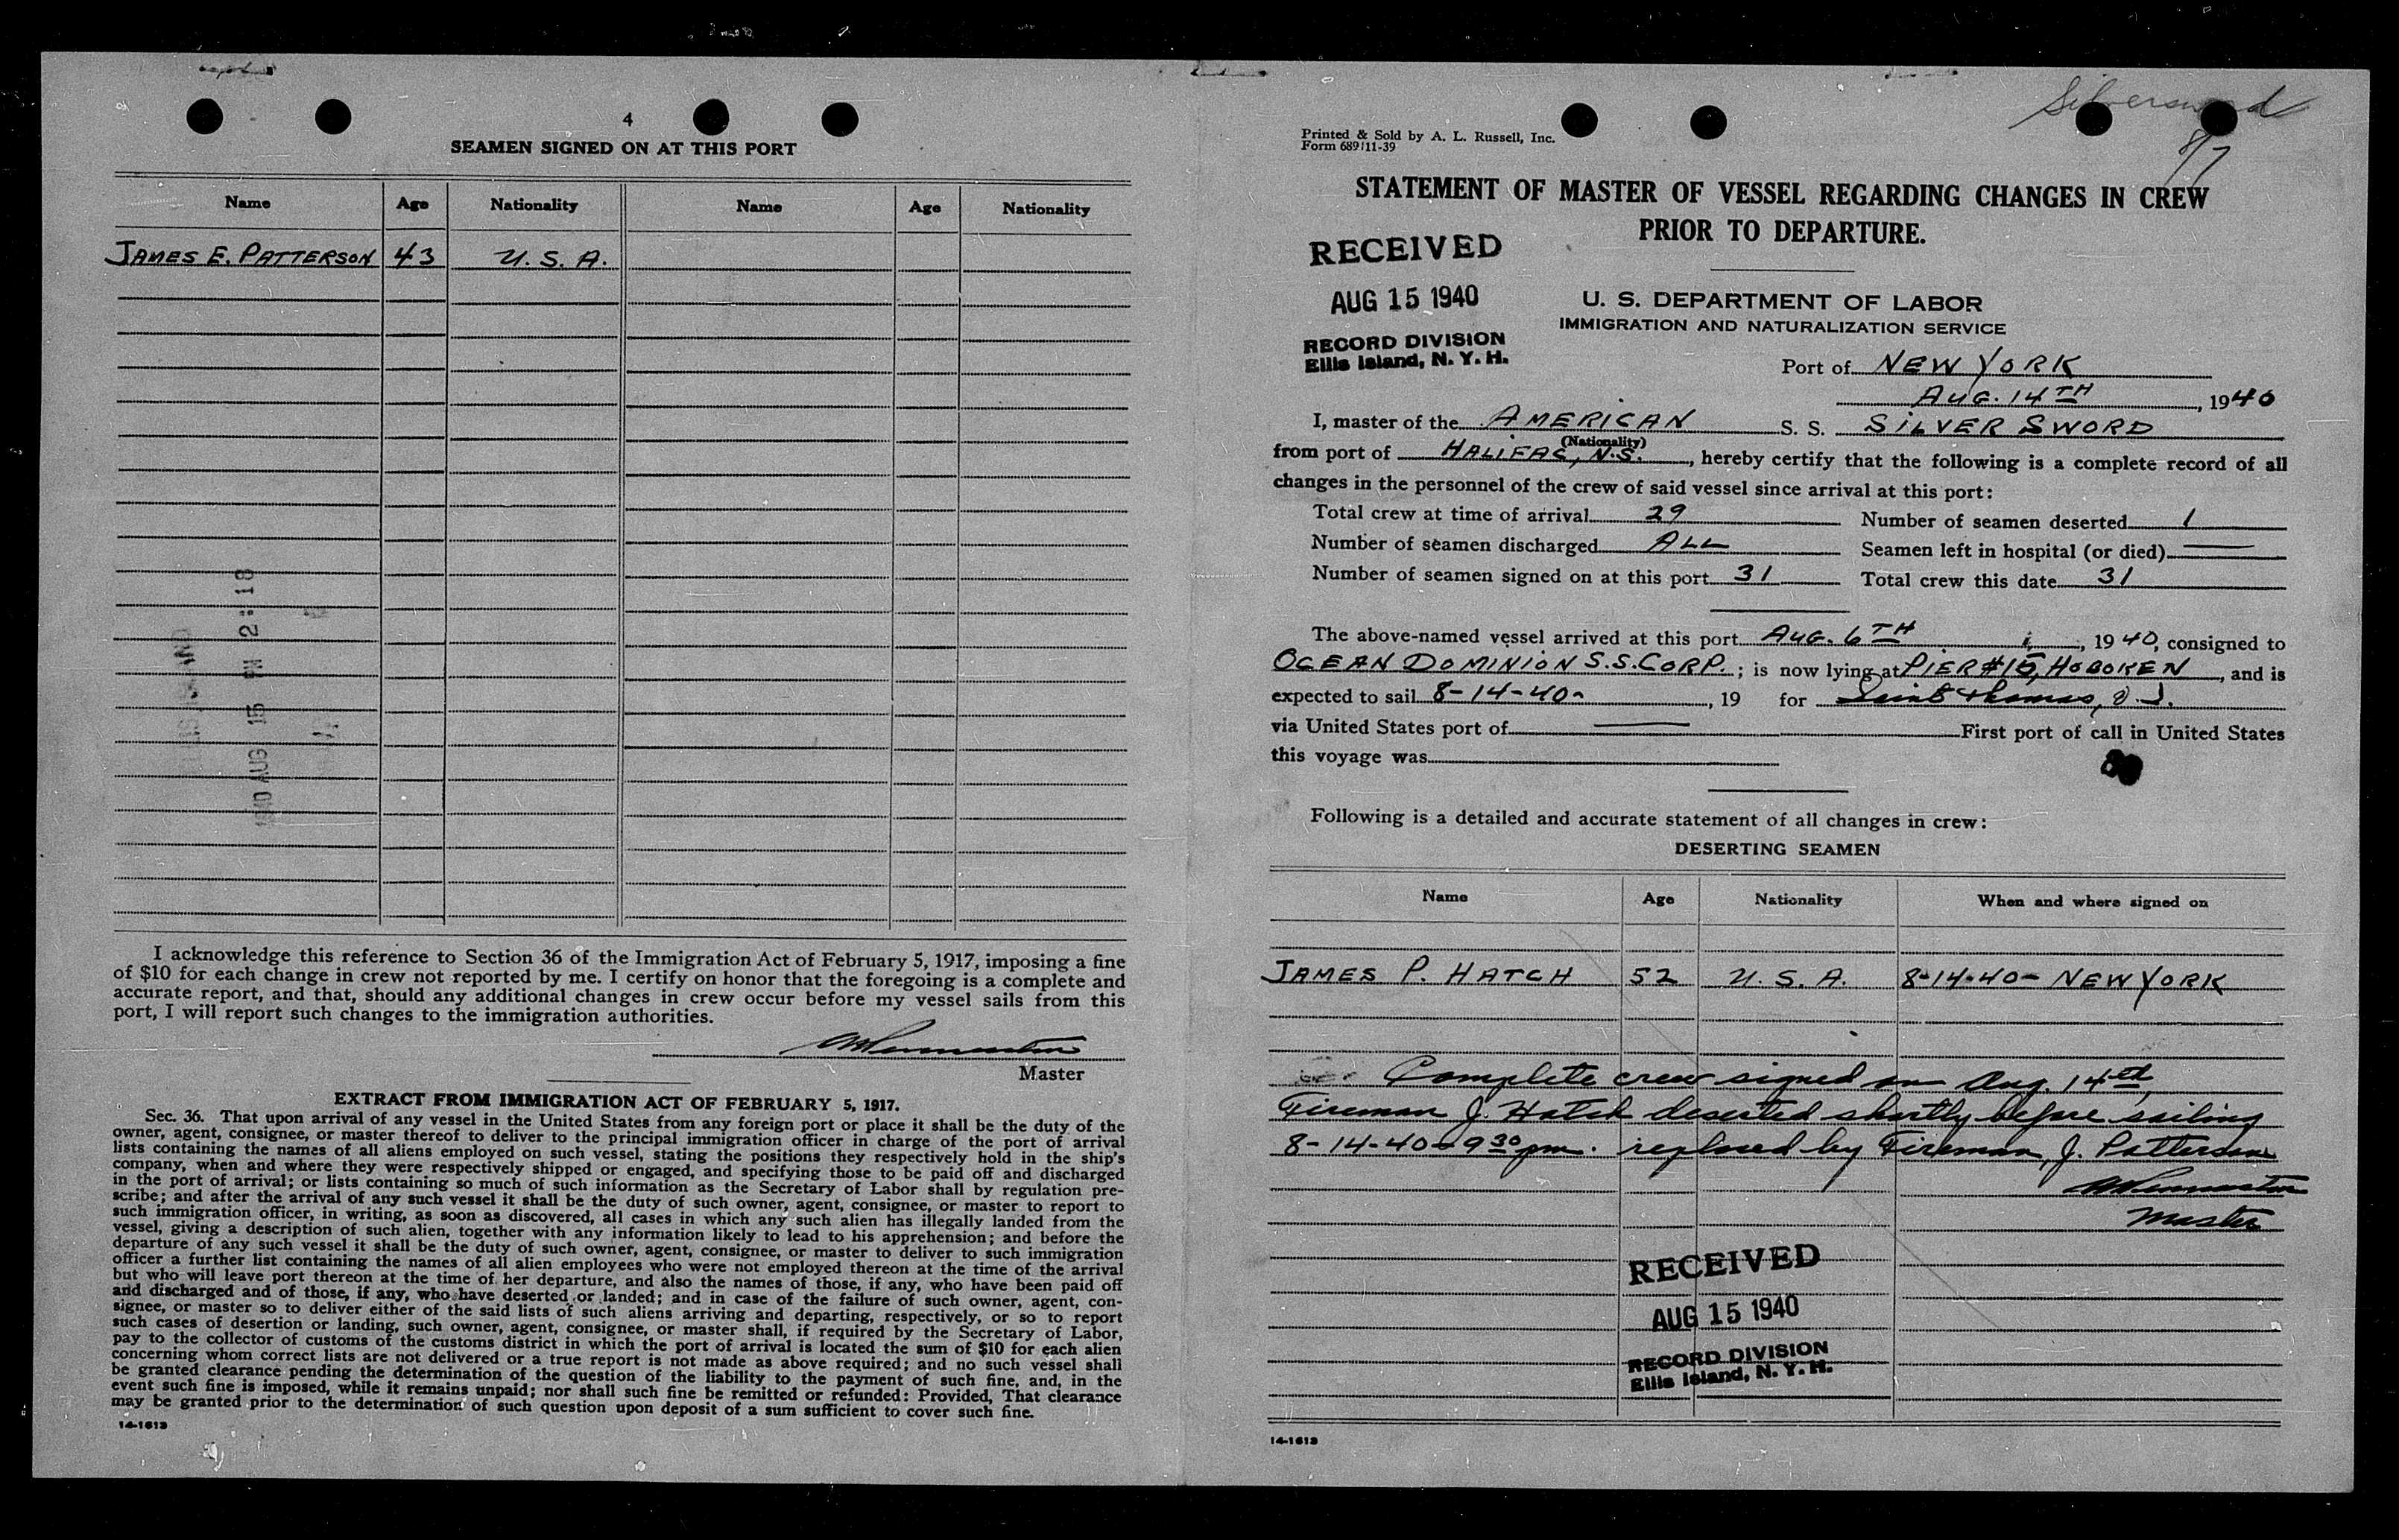 4
SEAMEN SIGNED ON AT THIS PORT
Name Age Nationality Name Age Nationality
JAMES E. PATTERSON 43 U. S. A.
AUG 15 PM 2:18
I acknowledge this reference to Section 36 of the Immigration Act of February 5, 1917, imposing a fine
of $10 for each change in crew not reported by me. I certify on honor that the foregoing is a complete and
accurate report, and that, should any additional changes in crew occur before my vessel sails from this
port, I will report such changes to the immigration authorities.
Master
EXTRACT FROM IMMIGRATION ACT OF FEBRUARY 5, 1917.
Sec. 36. That upon arrival of any vessel in the United States from any foreign port or place it shall be the duty of the
owner, agent, consignee, or master thereof to deliver to the principal immigration officer in charge of the port of arrival
lists containing the names of all aliens employed on such vessel, stating the positions they respectively hold in the ship's
company, when and where they were respectively shipped or engaged, and specifying those to be paid off and discharged
in the port of arrival; or lists containing so much of such information as the Secretary of Labor shall by regulation pre-
scribe; and after the arrival of any such vessel it shall be the duty of such owner, agent, consignee, or master to report to
such immigration officer, in writing, as soon as discovered, all cases in which any such alien has illegally landed from the
vessel, giving a description of such alien, together with any information likely to lead to his apprehension; and before the
departure of any such vessel it shall be the duty of such owner, agent, consignee, or master to deliver to such immigration
officer a further list containing the names of all alien employees who were not employed thereon at the time of the arrival
but who will leave port thereon at the time of her departure, and also the names of those, if any, who have been paid off
and discharged and of those, if any, who have deserted or landed; and in case of the failure of such owner, agent, con-
signee, or master so to deliver either of the said lists of such aliens arriving and departing, respectively, or so to report
such cases of desertion or landing, such owner, agent, consignee, or master shall, if required by the Secretary of Labor,
pay to the collector of customs of the customs district in which the port of arrival is located the sum of $10 for each alien
concerning whom correct lists are not delivered or a true report is not made as above required; and no such vessel shall
be granted clearance pending the determination of the question of the liability to the payment of such fine, and, in the
event such fine is imposed, while it remains unpaid; nor shall such fine be remitted or refunded: Provided, That clearance
may be granted prior to the determination of such question upon deposit of a sum sufficient to cover such fine.
14-1613
Silversword
8/7
Printed & Sold by A. L. Russell, Inc.
Form 689/11-39
STATEMENT OF MASTER OF VESSEL REGARDING CHANGES IN CREW
PRIOR TO DEPARTURE.
RECEIVED
AUG 15 1940
RECORD DIVISION
Ellis Island, N. Y. H.
U. S. DEPARTMENT OF LABOR
IMMIGRATION AND NATURALIZATION SERVICE
Port of NEW YORK
AUG. 14TH, 1940
I, master of the AMERICAN S. S. SILVER SWORD
(Nationality)
from port of HALIFAC, N.S., hereby certify that the following is a complete record of all
changes in the personnel of the crew of said vessel since arrival at this port:
Total crew at time of arrival 29 Number of seamen deserted 1
Number of seamen discharged ALL Seamen left in hospital (or died) —
Number of seamen signed on at this port 31 Total crew this date 31
The above-named vessel arrived at this port AUG. 6TH, 1940, consigned to
OCEAN DOMINION S.S. CORP.; is now lying at PIER #15, HOBOKEN, and is
expected to sail 8-14-40-, 19 for Saint Thomas, V. I.
via United States port of — First port of call in United States
this voyage was
Following is a detailed and accurate statement of all changes in crew:
DESERTING SEAMEN
Name Age Nationality When and where signed on
JAMES P. HATCH 52 U. S. A. 8-14-40- NEW YORK
Complete crew signed on Aug. 14th,
Fireman J. Hatch deserted shortly before sailing
8-14-40-9 30 pm. replaced by Fireman, J. Patterson
Master
RECEIVED
AUG 15 1940
RECORD DIVISION
Ellis Island, N. Y. H.
14-1613